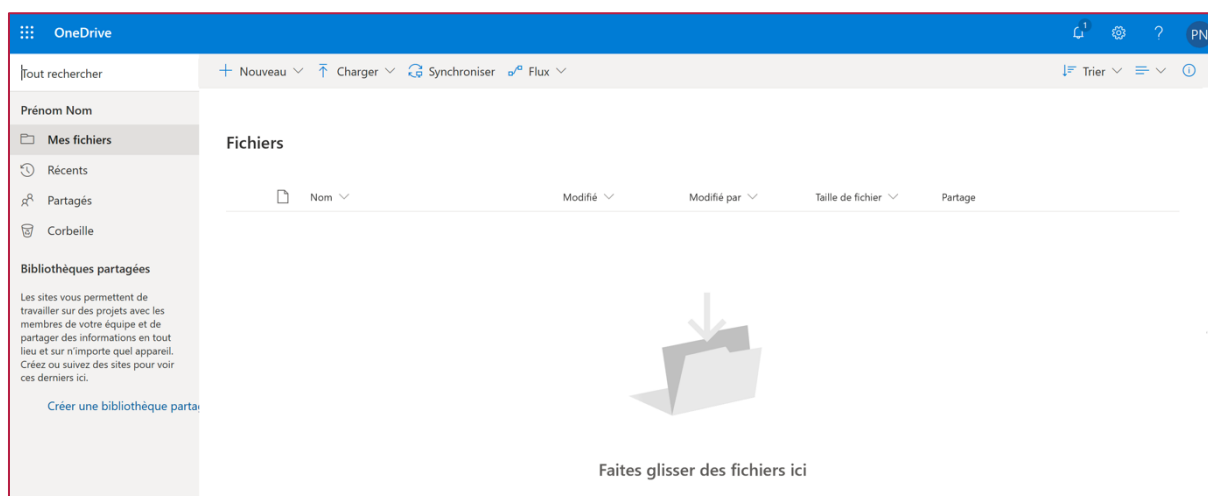 OneDrive
1
?
PN
Tout rechercher
+ Nouveau
Charger
Synchroniser
Flux
Trier
Prénom Nom
Mes fichiers
Récents
Partagés
Corbeille
Bibliothèques partagées
Les sites vous permettent de
travailler sur des projets avec les
membres de votre équipe et de
partager des informations en tout
lieu et sur n'importe quel appareil.
Créez ou suivez des sites pour voir
ces derniers ici.
Créer une bibliothèque parta
Fichiers
Nom
Modifié
Modifié par
Taille de fichier
Partage
Faites glisser des fichiers ici